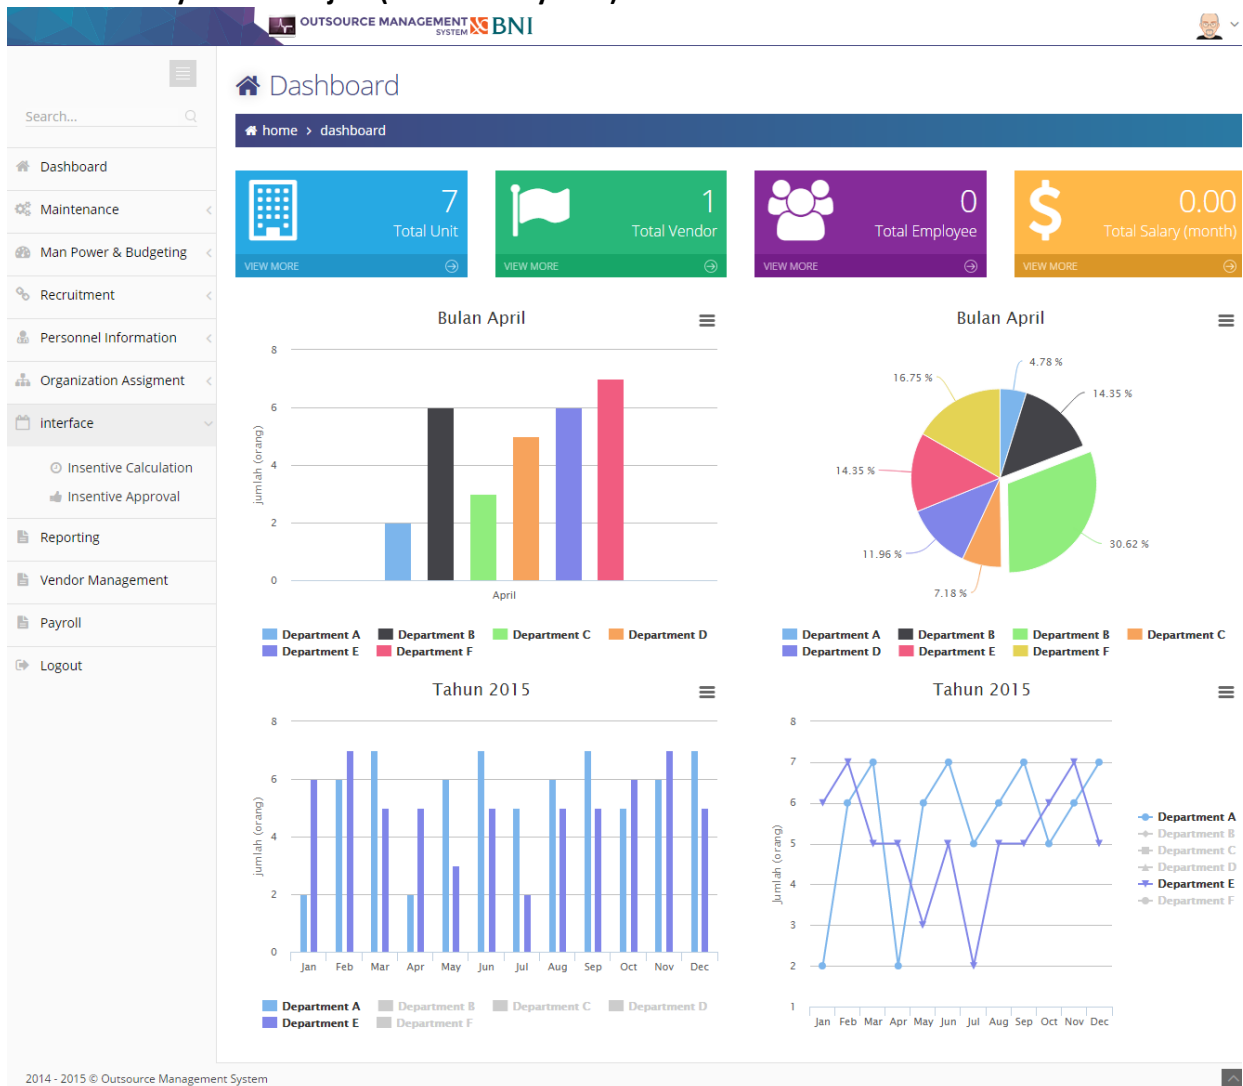 OUTSOURCE MANAGEMENT
SYSTEM
BNI
Search...
Dashboard
Maintenance
Man Power & Budgeting
Recruitment
Personnel Information
Organization Assigment
interface
Insentive Calculation
Insentive Approval
Reporting
Vendor Management
Payroll
Logout
Dashboard
home > dashboard
7
Total Unit
VIEW MORE
1
Total Vendor
VIEW MORE
0
Total Employee
VIEW MORE
0.00
Total Salary (month)
VIEW MORE
Bulan April
8
6
4
2
0
jumlah (orang)
April
Department A Department B Department C Department D
Department E Department F
Bulan April
4.78 %
14.35 %
30.62 %
7.18 %
11.96 %
14.35 %
16.75 %
Department A Department B Department B Department C
Department D Department E Department F
Tahun 2015
8
6
4
2
0
jumlah (orang)
Jan Feb Mar Apr May Jun Jul Aug Sep Oct Nov Dec
Department A Department B Department C Department D
Department E Department F
Tahun 2015
8
7
6
5
4
3
2
1
Jumlah (orang)
Jan Feb Mar Apr May Jun Jul Aug Sep Oct Nov Dec
Department A
Department B
Department C
Department D
Department E
Department F
2014 - 2015 © Outsource Management System